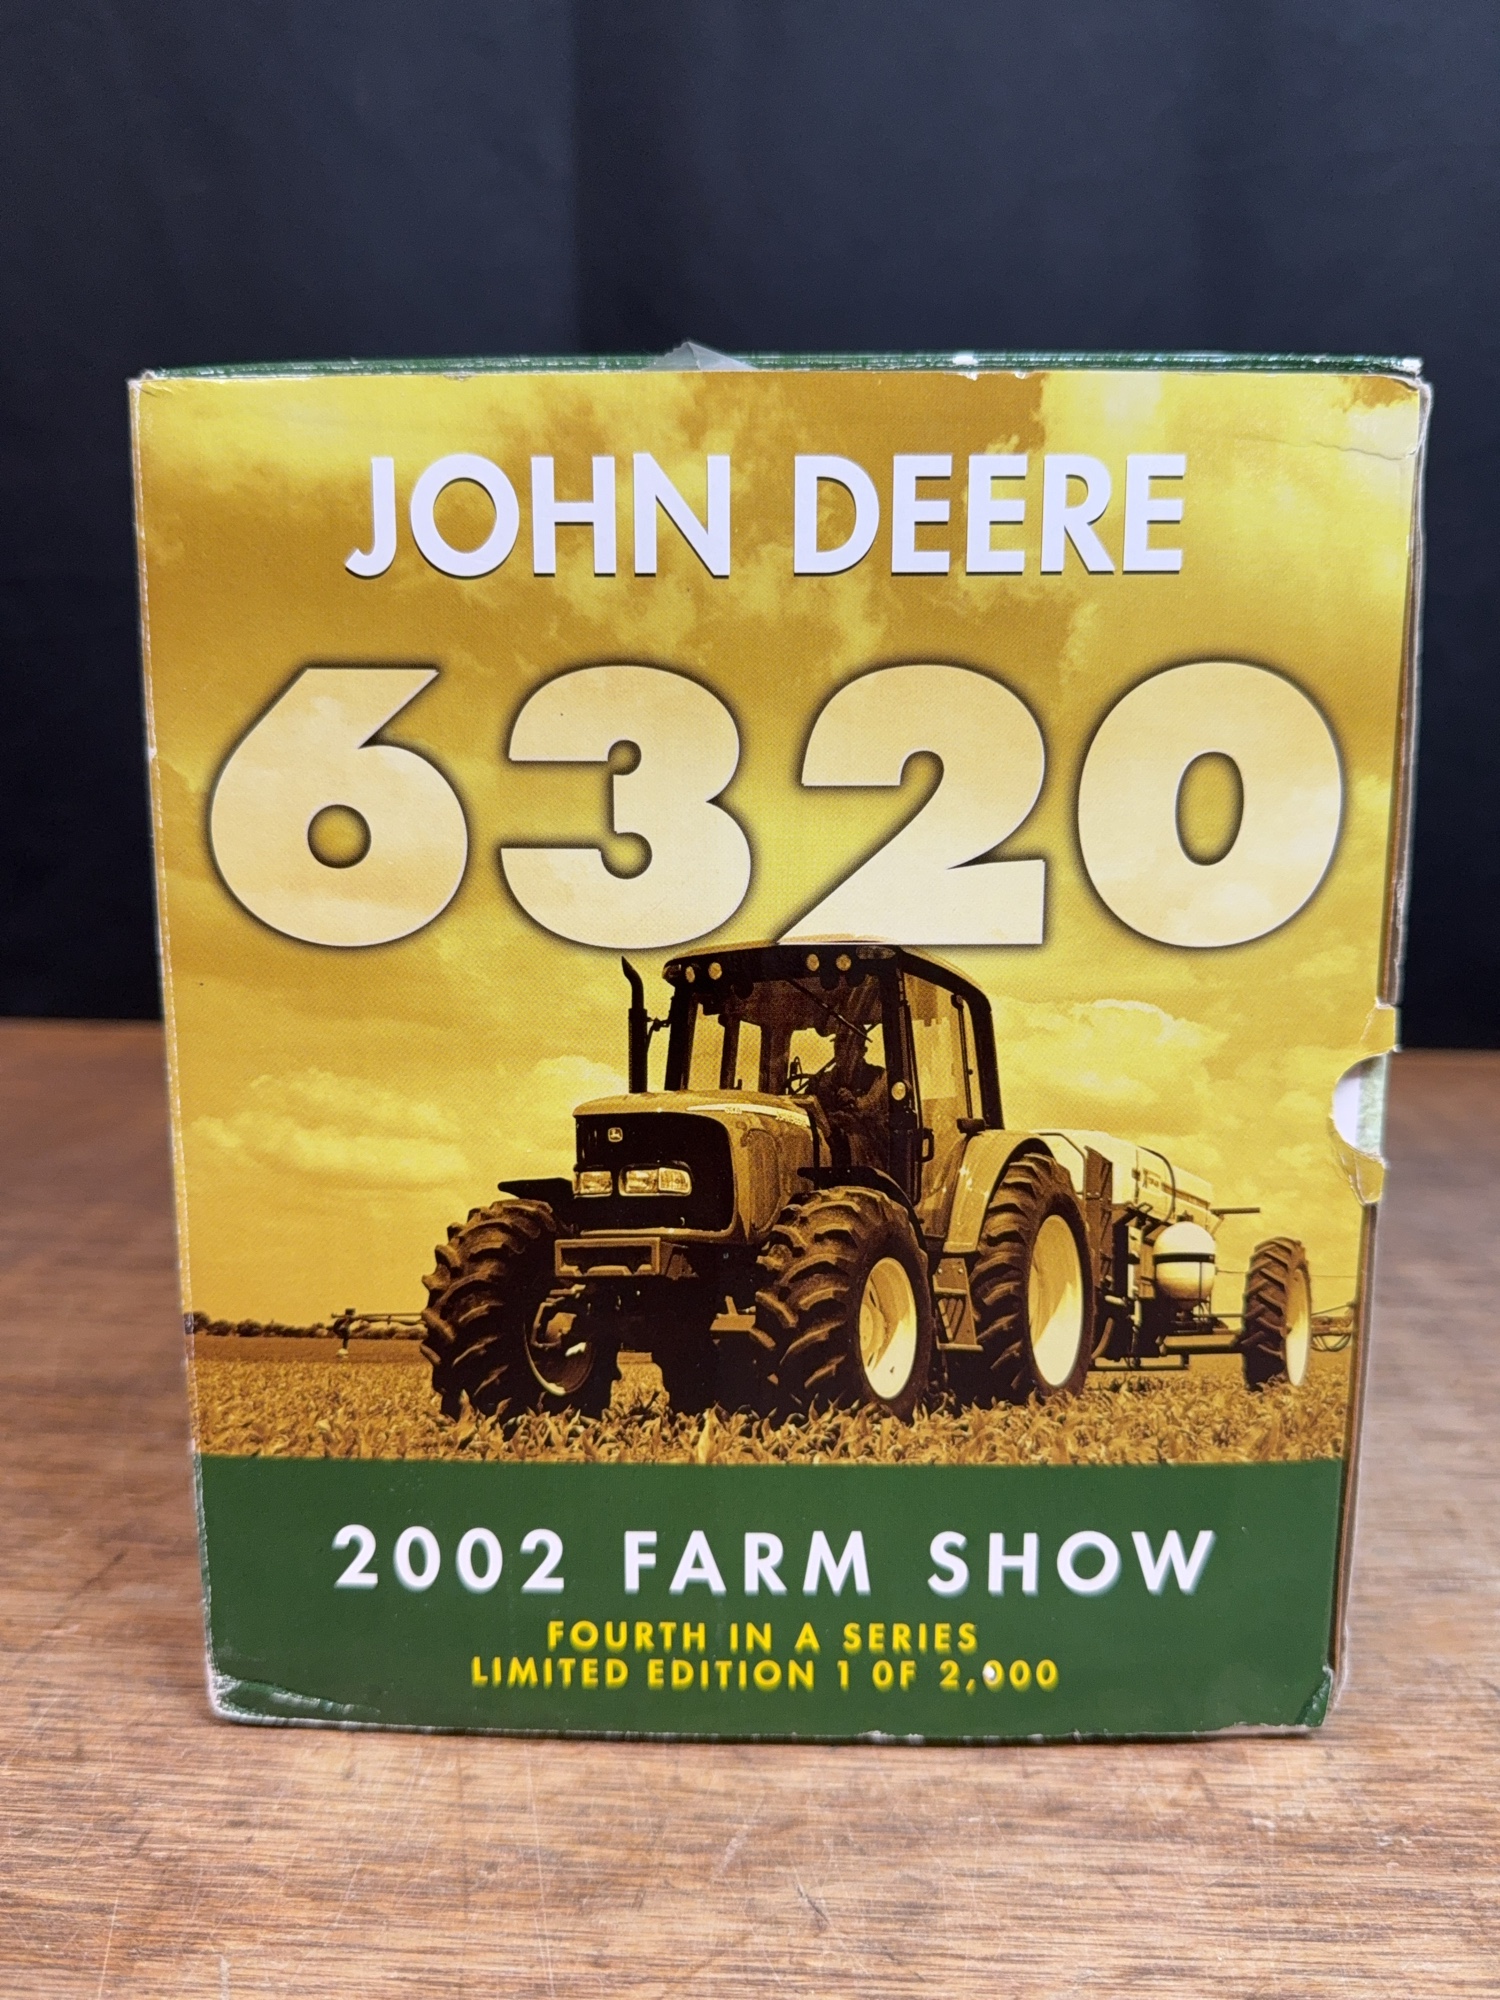 JOHN DEERE
6320
2002 FARM SHOW
FOURTH IN A SERIES
LIMITED EDITION 1 OF 2,000